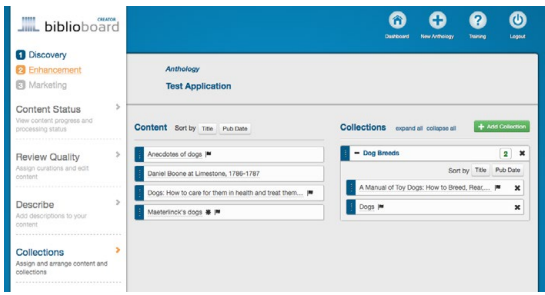 CREATOR
biblioboard
Dashboard
New Anthology
Training
Logout
1 Discovery
2 Enhancement
3 Marketing
Content Status
View content progress and
processing status
Review Quality
Assign curations and edit
content
Describe
Add descriptions to your
content
Collections
Assign and arrange content and
collections
Anthology
Test Application
Content Sort by Title Pub Date
Anecdotes of dogs
Daniel Boone at Limestone, 1786-1787
Dogs: How to care for them in health and treat them...
Maeterlinck's dogs
Collections expand all collapse all + Add Collection
Dog Breeds 2
Sort by Title Pub Date
A Manual of Toy Dogs: How to Breed, Rear,...
Dogs